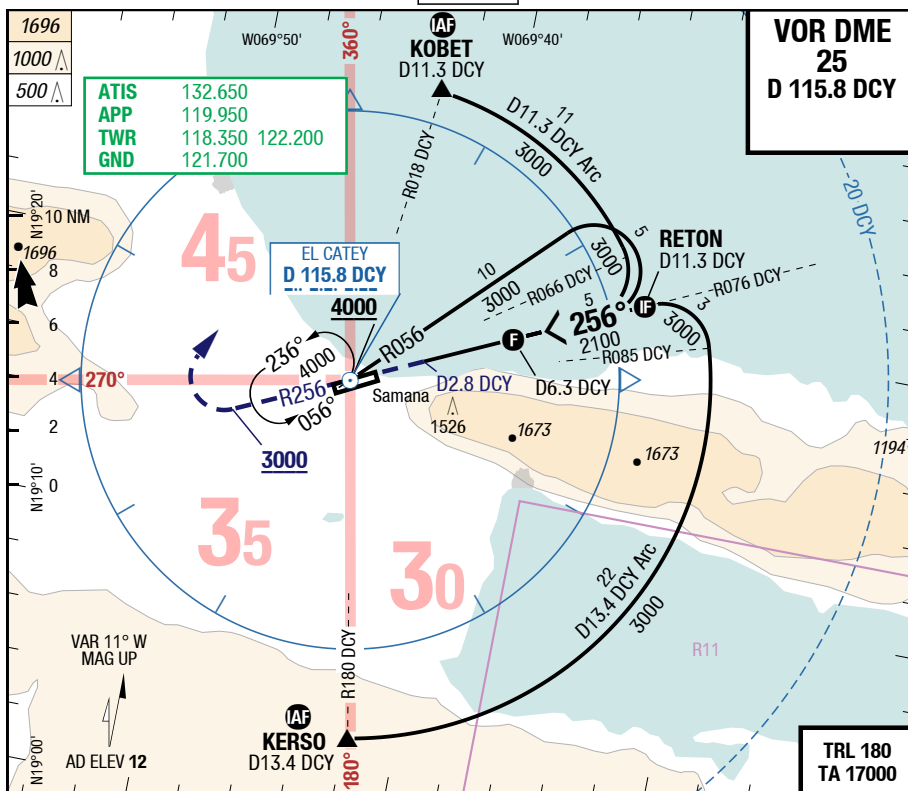 1696
1000
500
W069°50'
360°
IAF
KOBET
D11.3 DCY
W069°40'
VOR DME
25
D 115.8 DCY
ATIS 132.650
APP 119.950
TWR 118.350 122.200
GND 121.700
11
D11.3 DCY Arc
3000
R018 DCY
20 DCY
N19°20'
10 NM
1696
8
6
4
2
0
N19°10'
45
EL CATEY
D 115.8 DCY
4000
10
3000
R056
R066 DCY
3000
5
RETON
D11.3 DCY
IF
R076 DCY
3
3000
5
256°
2100
R085 DCY
F
D6.3 DCY
236°
4000
R256
056°
270°
Samana
D2.8 DCY
3000
1526
1673
1673
1194
35
30
22
D13.4 DCY Arc
3000
R11
VAR 11° W
MAG UP
AD ELEV 12
N19°00'
R180 DCY
IAF
KERSO
D13.4 DCY
180°
TRL 180
TA 17000